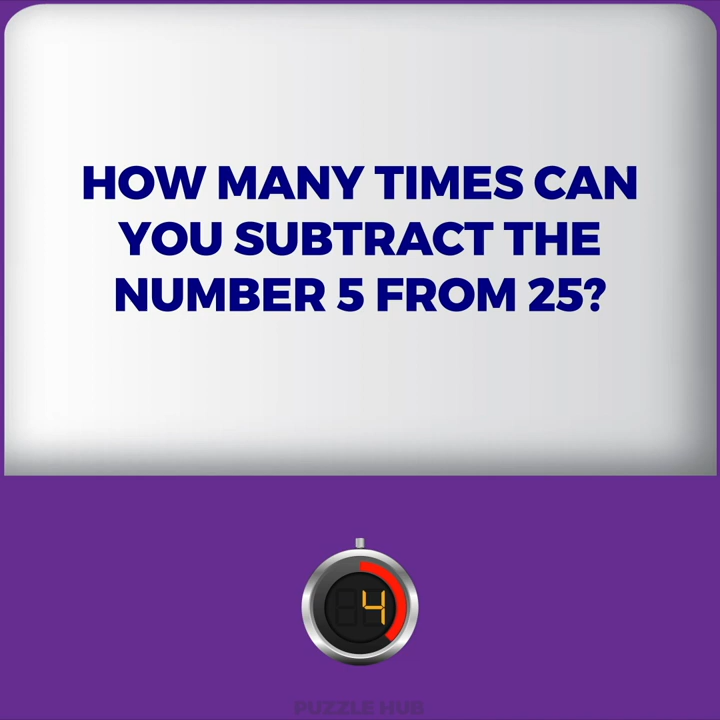 HOW MANY TIMES CAN
YOU SUBTRACT THE
NUMBER 5 FROM 25?
4
PUZZLE HUB